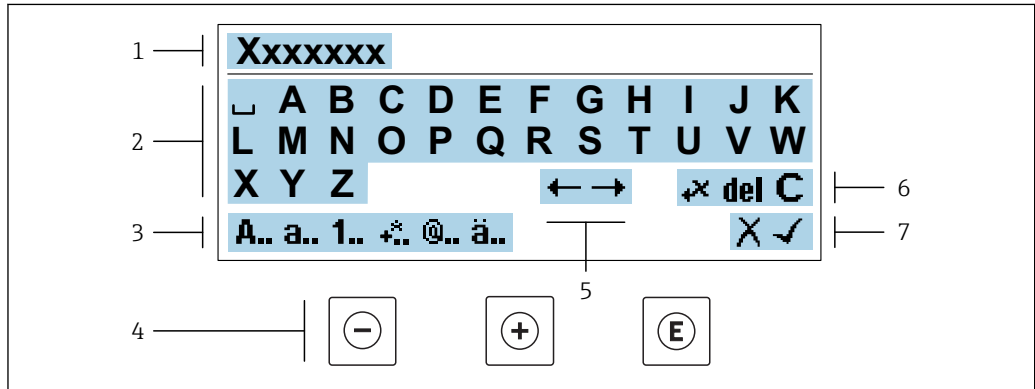 1 Xxxxxxx
␣ A B C D E F G H I J K
2 L M N O P Q R S T U V W
X Y Z ← → +× del C 6
3 A.. a.. 1.. +*.. @.. ä.. X ✓ 7
5
4 − + E